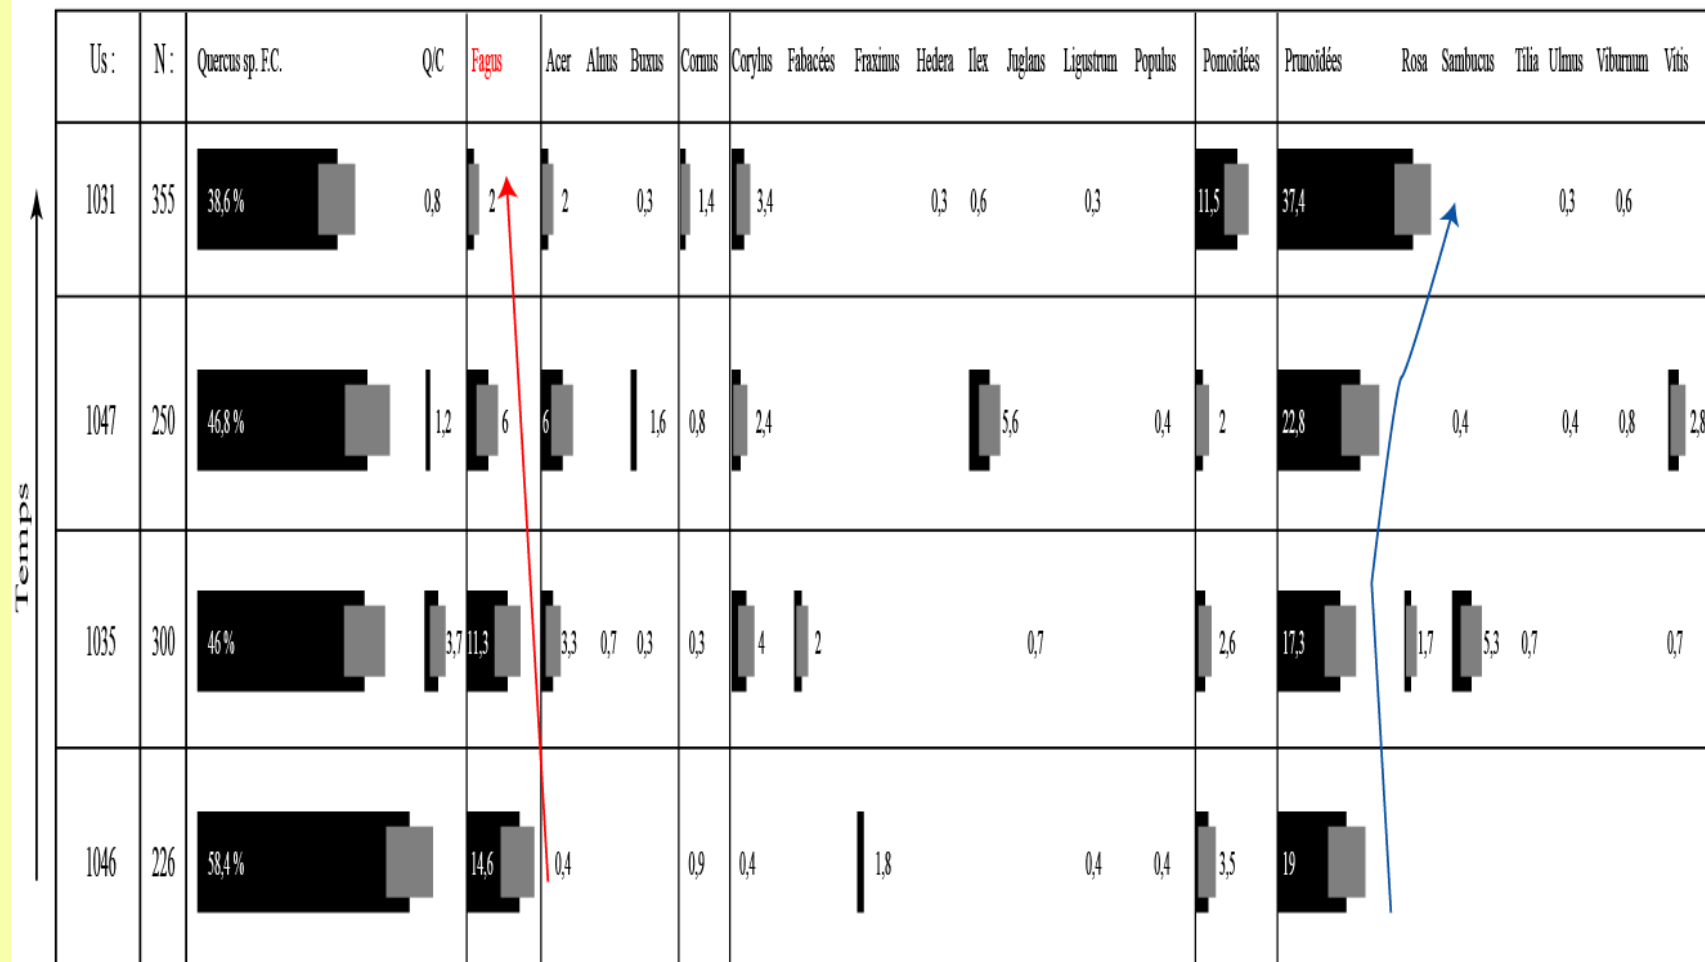 Us : N : Quercus sp. F.C. Q/C Fagus Acer Alnus Buxus Cornus Corylus Fabacées Fraxinus Hedera Ilex Juglans Ligustrum Populus Pomoïdées Prunoïdées Rosa Sambucus Tilia Ulmus Viburnum Vitis
1031 355 38,6 % 0,8 2 2 0,3 1,4 3,4 0,3 0,6 0,3 11,5 37,4 0,3 0,6
1047 250 46,8 % 1,2 6 6 1,6 0,8 2,4 5,6 0,4 2 22,8 0,4 0,4 0,8 2,8
1035 300 46 % 3,7 11,3 3,3 0,7 0,3 0,3 4 2 0,7 2,6 17,3 1,7 5,3 0,7 0,7
1046 226 58,4 % 14,6 0,4 0,9 0,4 1,8 0,4 0,4 3,5 19
Temps